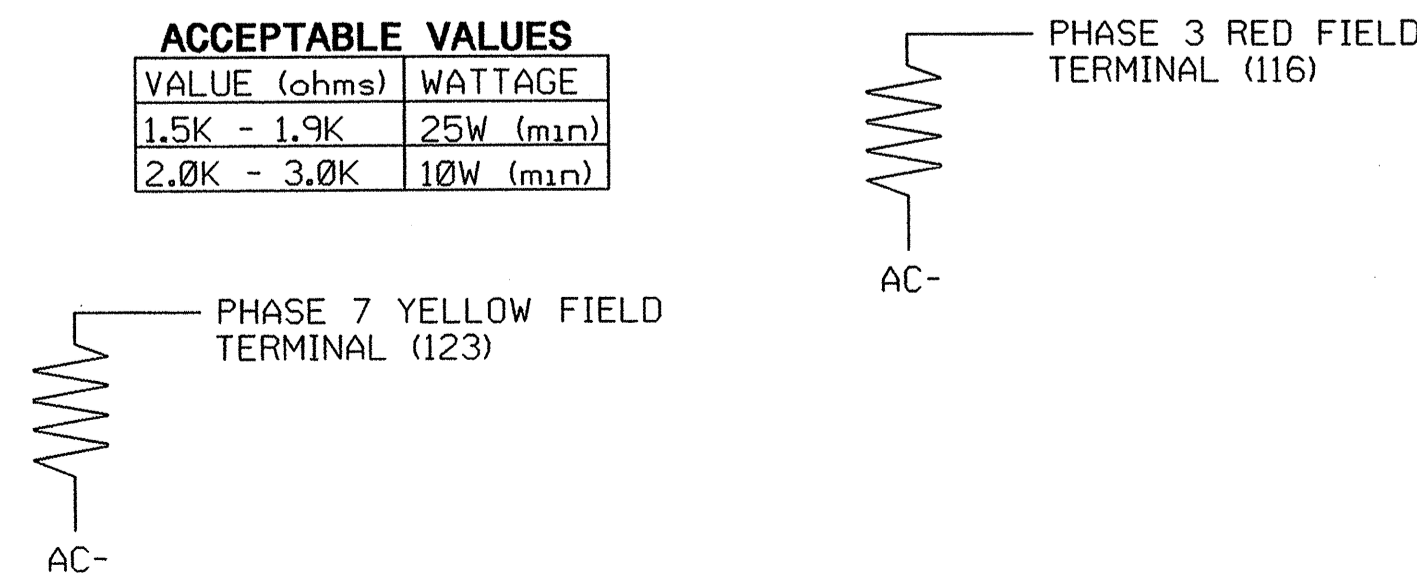 ACCEPTABLE VALUES
VALUE (ohms) WATTAGE
1.5K - 1.9K 25W (min)
2.0K - 3.0K 10W (min)
PHASE 3 RED FIELD
TERMINAL (116)
AC-
PHASE 7 YELLOW FIELD
TERMINAL (123)
AC-